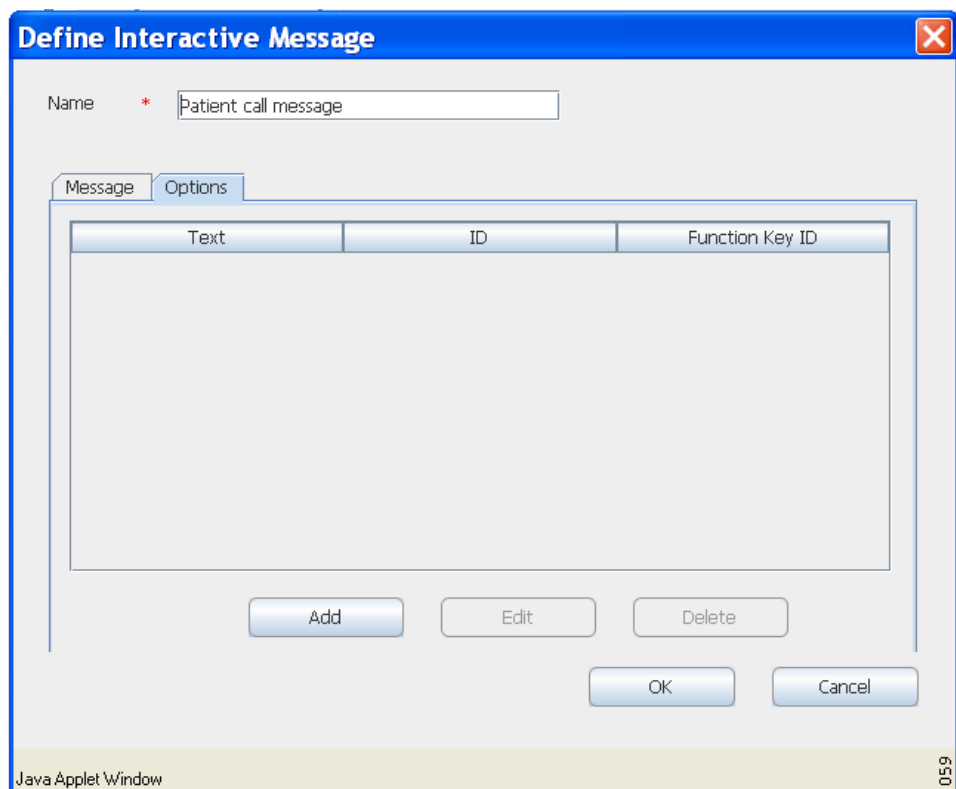 Define Interactive Message
Name * Patient call message
Message Options
Text ID Function Key ID
Add Edit Delete
OK Cancel
Java Applet Window
059